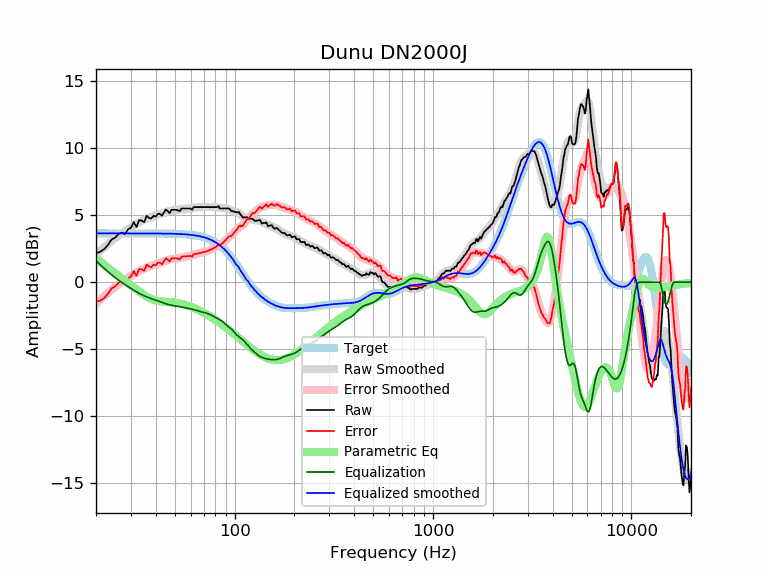 Dunu DN2000J
15
10
5
0
−5
−10
−15
Amplitude (dBr)
Target
Raw Smoothed
Error Smoothed
Raw
Error
Parametric Eq
Equalization
Equalized smoothed
100
1000
10000
Frequency (Hz)